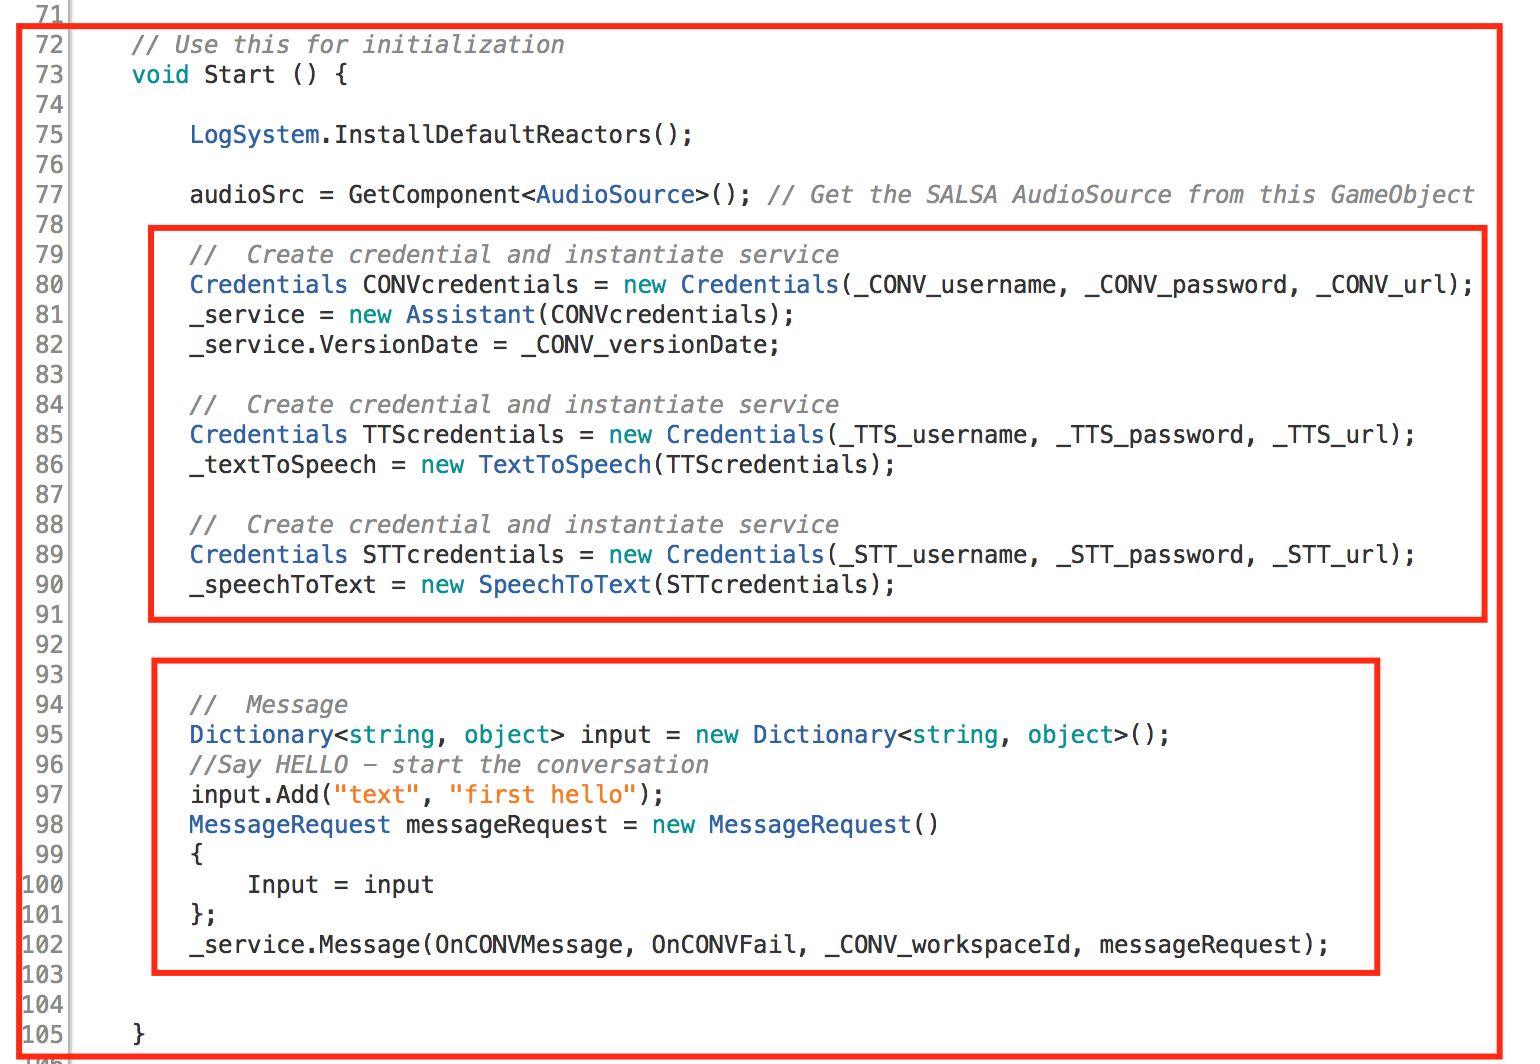 71
72 // Use this for initialization
73 void Start () {
74
75 LogSystem.InstallDefaultReactors();
76
77 audioSrc = GetComponent<AudioSource>(); // Get the SALSA AudioSource from this GameObject
78
79 //  Create credential and instantiate service
80 Credentials CONVcredentials = new Credentials(_CONV_username, _CONV_password, _CONV_url);
81 _service = new Assistant(CONVcredentials);
82 _service.VersionDate = _CONV_versionDate;
83
84 //  Create credential and instantiate service
85 Credentials TTScredentials = new Credentials(_TTS_username, _TTS_password, _TTS_url);
86 _textToSpeech = new TextToSpeech(TTScredentials);
87
88 //  Create credential and instantiate service
89 Credentials STTcredentials = new Credentials(_STT_username, _STT_password, _STT_url);
90 _speechToText = new SpeechToText(STTcredentials);
91
92
93
94 //  Message
95 Dictionary<string, object> input = new Dictionary<string, object>();
96 //Say HELLO – start the conversation
97 input.Add("text", "first hello");
98 MessageRequest messageRequest = new MessageRequest()
99 {
100 Input = input
101 };
102 _service.Message(OnCONVMessage, OnCONVFail, _CONV_workspaceId, messageRequest);
103
104
105 }